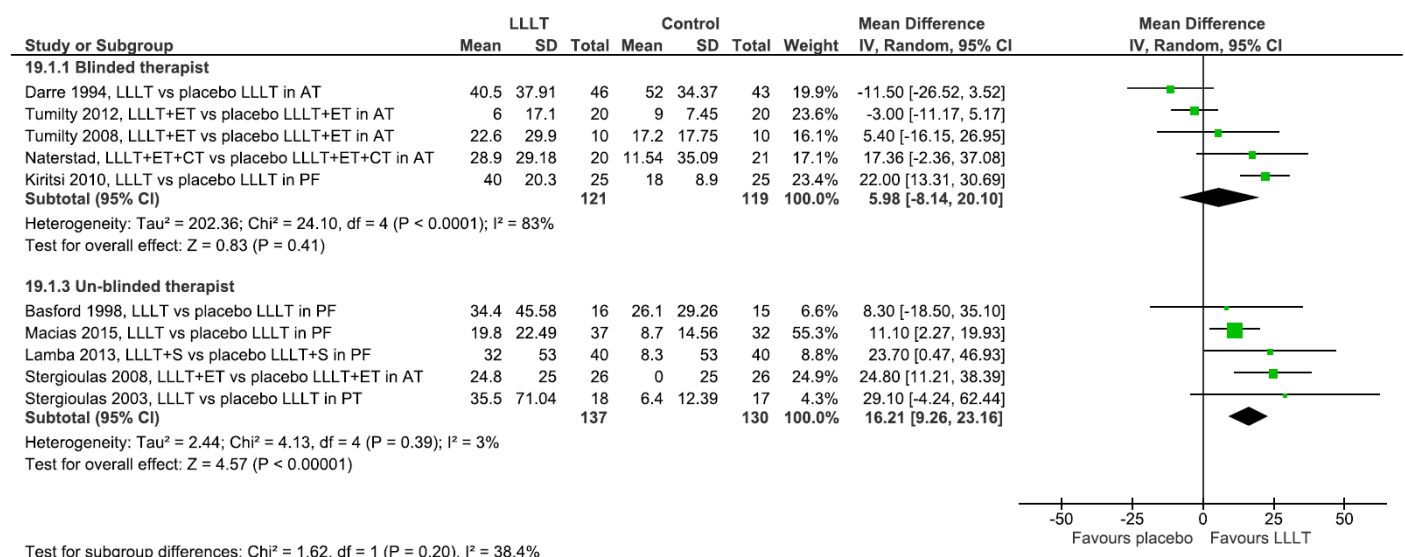 LLLT Control Mean Difference Mean Difference
Study or Subgroup Mean SD Total Mean SD Total Weight IV, Random, 95% CI IV, Random, 95% CI
19.1.1 Blinded therapist
Darre 1994, LLLT vs placebo LLLT in AT 40.5 37.91 46 52 34.37 43 19.9% -11.50 [-26.52, 3.52]
Tumilty 2012, LLLT+ET vs placebo LLLT+ET in AT 6 17.1 20 9 7.45 20 23.6% -3.00 [-11.17, 5.17]
Tumilty 2008, LLLT+ET vs placebo LLLT+ET in AT 22.6 29.9 10 17.2 17.75 10 16.1% 5.40 [-16.15, 26.95]
Naterstad, LLLT+ET+CT vs placebo LLLT+ET+CT in AT 28.9 29.18 20 11.54 35.09 21 17.1% 17.36 [-2.36, 37.08]
Kiritsi 2010, LLLT vs placebo LLLT in PF 40 20.3 25 18 8.9 25 23.4% 22.00 [13.31, 30.69]
Subtotal (95% CI) 121 119 100.0% 5.98 [-8.14, 20.10]
Heterogeneity: Tau² = 202.36; Chi² = 24.10, df = 4 (P < 0.0001); I² = 83%
Test for overall effect: Z = 0.83 (P = 0.41)
19.1.3 Un-blinded therapist
Basford 1998, LLLT vs placebo LLLT in PF 34.4 45.58 16 26.1 29.26 15 6.6% 8.30 [-18.50, 35.10]
Macias 2015, LLLT vs placebo LLLT in PF 19.8 22.49 37 8.7 14.56 32 55.3% 11.10 [2.27, 19.93]
Lamba 2013, LLLT+S vs placebo LLLT+S in PF 32 53 40 8.3 53 40 8.8% 23.70 [0.47, 46.93]
Stergioulas 2008, LLLT+ET vs placebo LLLT+ET in AT 24.8 25 26 0 25 26 24.9% 24.80 [11.21, 38.39]
Stergioulas 2003, LLLT vs placebo LLLT in PT 35.5 71.04 18 6.4 12.39 17 4.3% 29.10 [-4.24, 62.44]
Subtotal (95% CI) 137 130 100.0% 16.21 [9.26, 23.16]
Heterogeneity: Tau² = 2.44; Chi² = 4.13, df = 4 (P = 0.39); I² = 3%
Test for overall effect: Z = 4.57 (P < 0.00001)
-50 -25 0 25 50
Favours placebo Favours LLLT
Test for subgroup differences: Chi² = 1.62, df = 1 (P = 0.20), I² = 38.4%